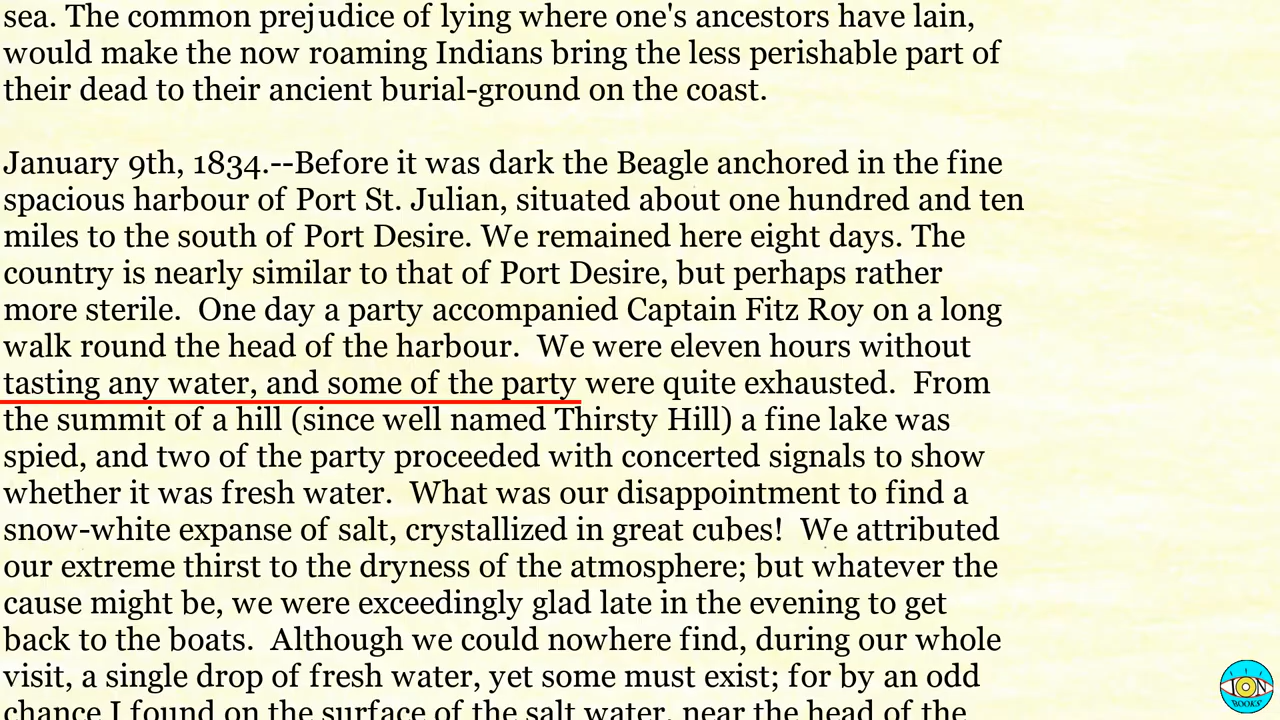 sea. The common prejudice of lying where one's ancestors have lain,
would make the now roaming Indians bring the less perishable part of
their dead to their ancient burial-ground on the coast.
January 9th, 1834.--Before it was dark the Beagle anchored in the fine
spacious harbour of Port St. Julian, situated about one hundred and ten
miles to the south of Port Desire. We remained here eight days. The
country is nearly similar to that of Port Desire, but perhaps rather
more sterile.  One day a party accompanied Captain Fitz Roy on a long
walk round the head of the harbour.  We were eleven hours without
tasting any water, and some of the party were quite exhausted.  From
the summit of a hill (since well named Thirsty Hill) a fine lake was
spied, and two of the party proceeded with concerted signals to show
whether it was fresh water.  What was our disappointment to find a
snow-white expanse of salt, crystallized in great cubes!  We attributed
our extreme thirst to the dryness of the atmosphere; but whatever the
cause might be, we were exceedingly glad late in the evening to get
back to the boats.  Although we could nowhere find, during our whole
visit, a single drop of fresh water, yet some must exist; for by an odd
chance I found on the surface of the salt water, near the head of the
ION
BOOKS